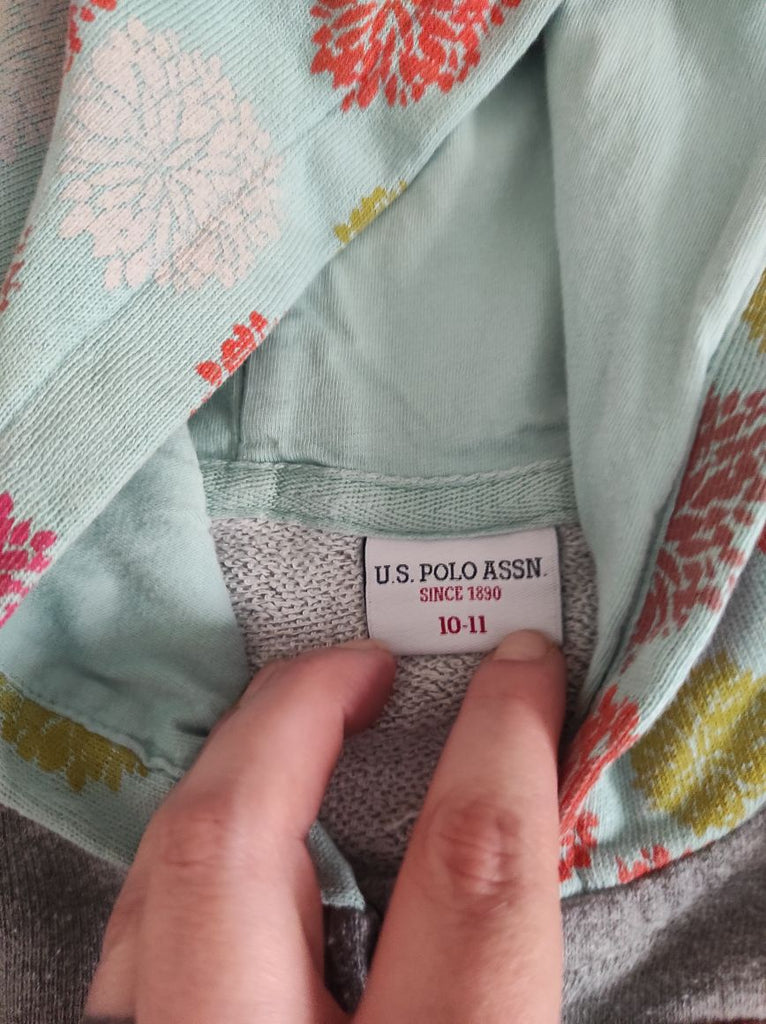 U.S. POLO ASSN.
SINCE 1890
10-11